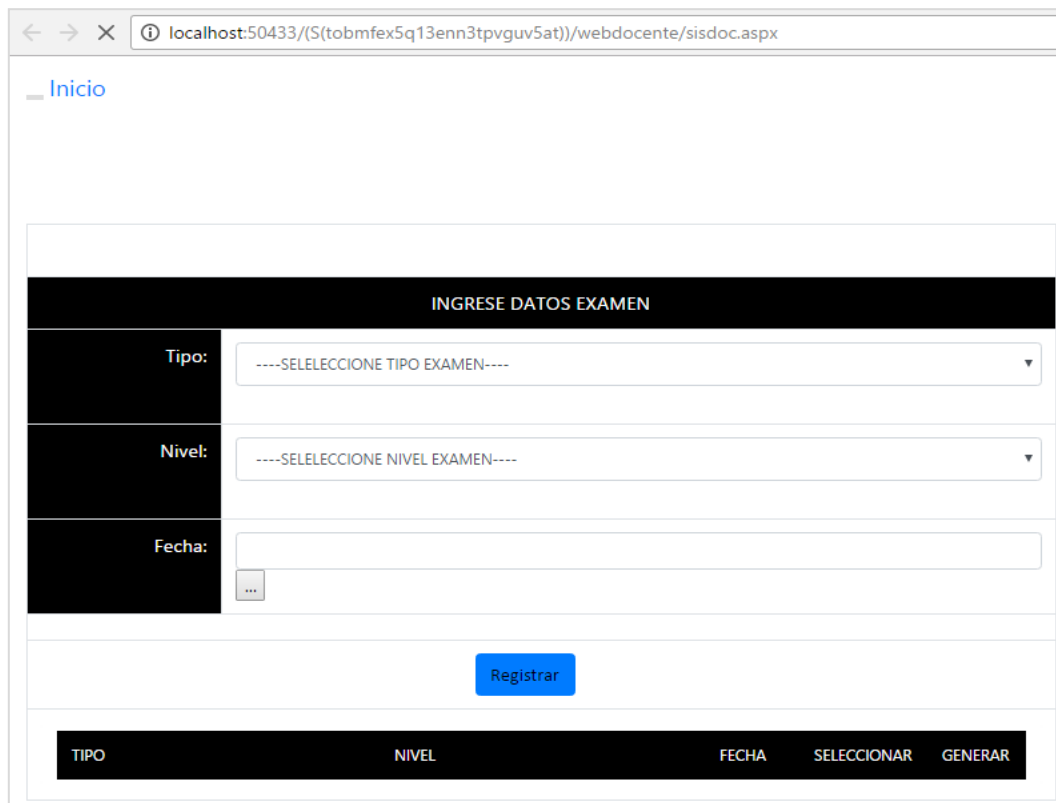 localhost:50433/(S(tobmfex5q13enn3tpvguv5at))/webdocente/sisdoc.aspx
Inicio
INGRESE DATOS EXAMEN
Tipo:
----SELELECCIONE TIPO EXAMEN----
Nivel:
----SELELECCIONE NIVEL EXAMEN----
Fecha:
...
Registrar
TIPO NIVEL FECHA SELECCIONAR GENERAR